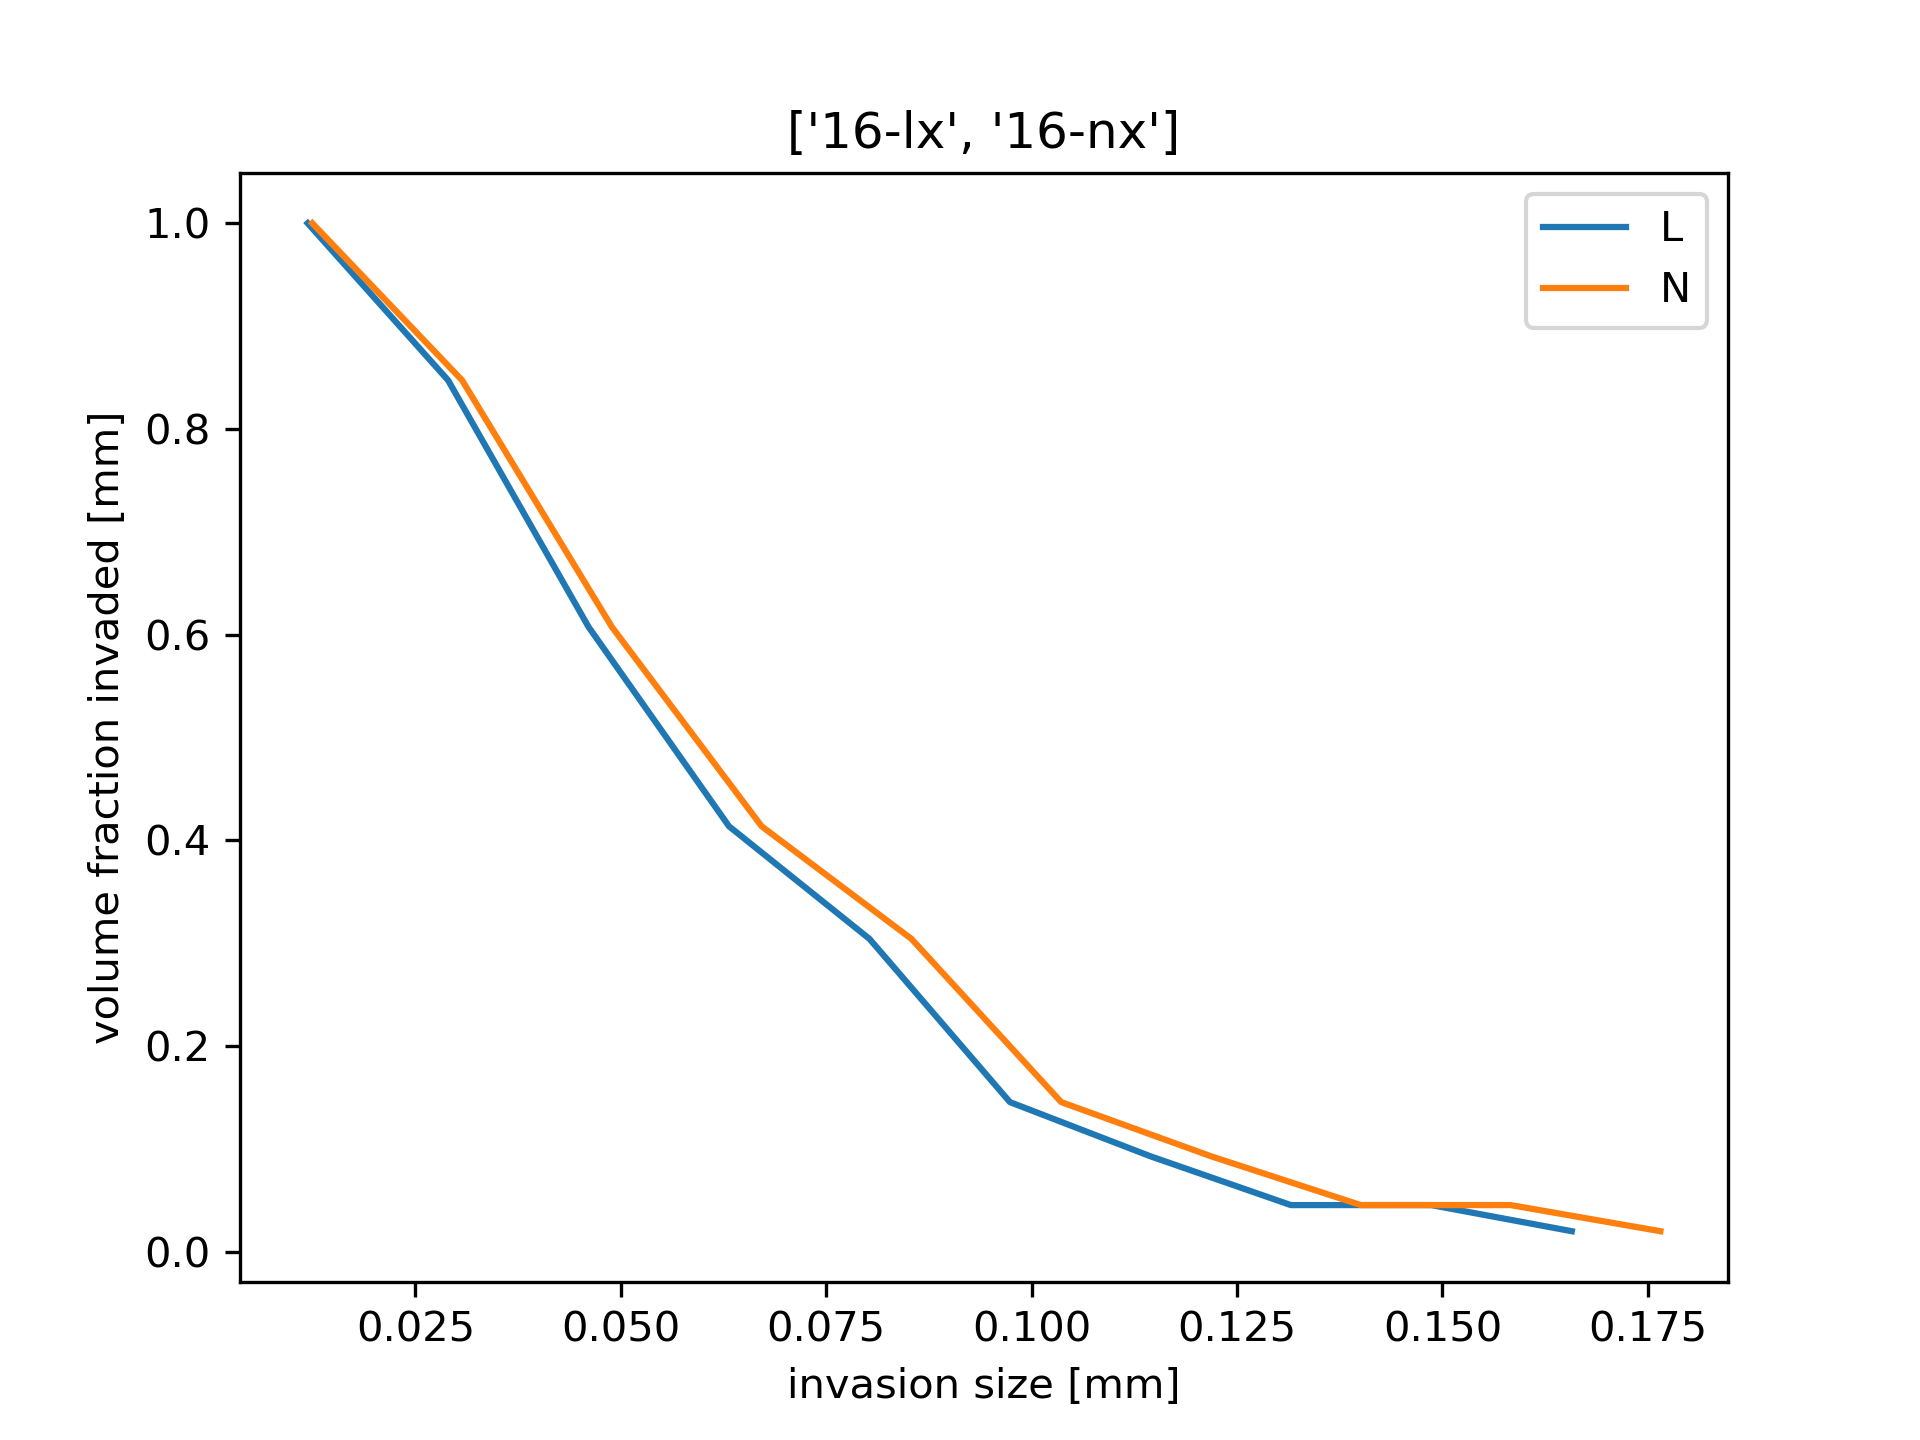 ['16-lx', '16-nx']
L
N
volume fraction invaded [mm]
1.0
0.8
0.6
0.4
0.2
0.0
0.025 0.050 0.075 0.100 0.125 0.150 0.175
invasion size [mm]